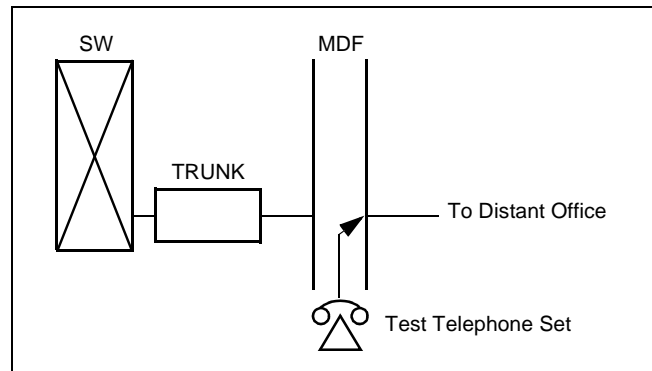 SW
MDF
TRUNK
To Distant Office
Test Telephone Set